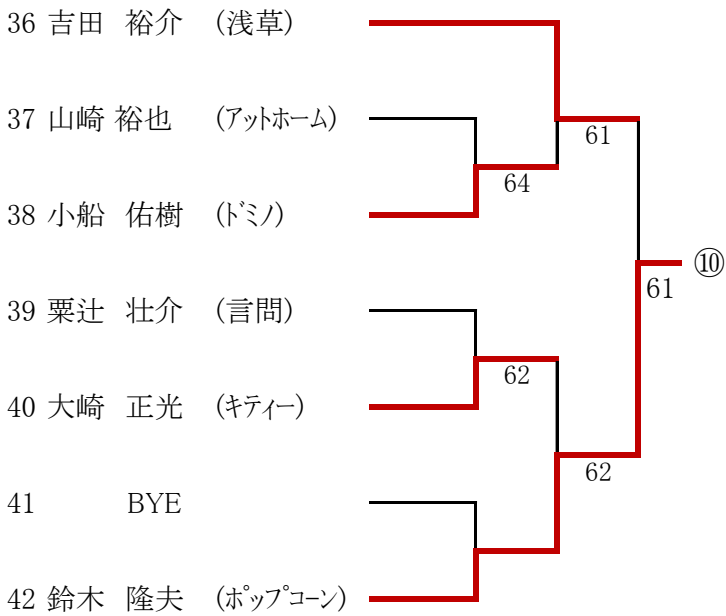 36 吉田 裕介 (浅草)
61
37 山崎 裕也 (アットホーム)
64
38 小船 佑樹 (ドミノ)
⑩
61
39 粟辻 壮介 (言問)
62
40 大崎 正光 (キティー)
62
41 BYE
42 鈴木 隆夫 (ポップコーン)